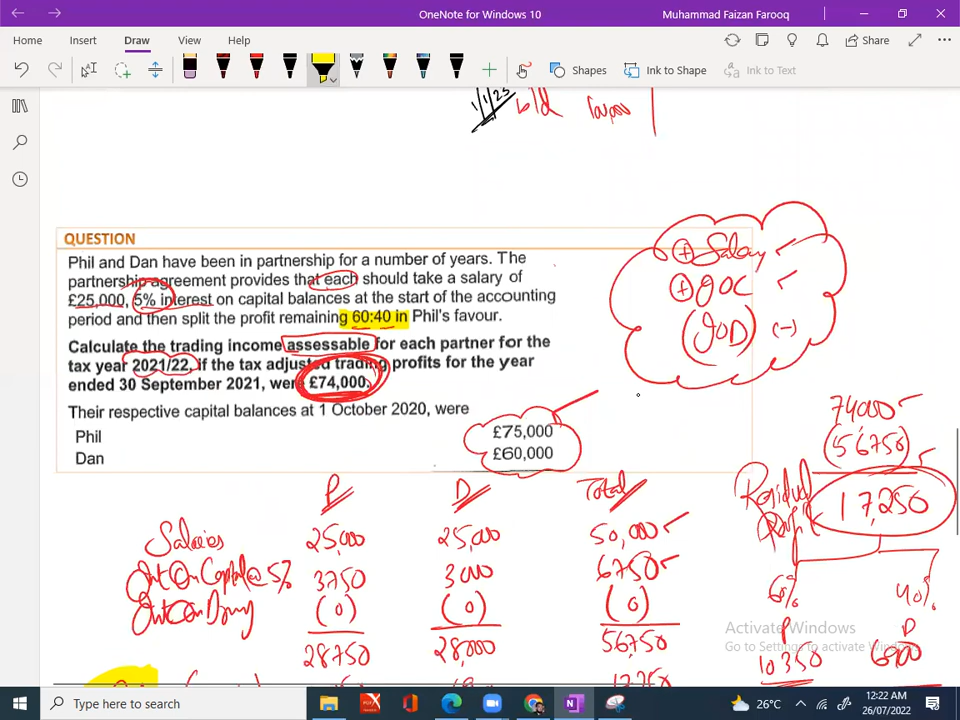 OneNote for Windows 10
Muhammad Faizan Farooq
Home Insert Draw View Help
Share
Shapes
Ink to Shape
Ink to Text
1/1/23
QUESTION
Phil and Dan have been in partnership for a number of years. The
partnership agreement provides that each should take a salary of
£25,000, 5% interest on capital balances at the start of the accounting
period and then split the profit remaining 60:40 in Phil's favour.
Calculate the trading income assessable for each partner for the
tax year 2021/22, if the tax adjusted trading profits for the year
ended 30 September 2021, were £74,000.
Their respective capital balances at 1 October 2020, were
Phil £75,000
Dan £60,000
(+) Salary
(+) IOC
(IOD) (-)
74000
(56750)
Residual
Profit
17,250
60% 40%
P D
10350 6900
P D Total
Salaries 25,000 25,000 50,000
Int On Capital @ 5% 3750 3000 6750
Int On Drawing (0) (0) (0)
28750 28,000 56750
Activate Windows
Go to Settings to activate Windows.
Type here to search
26°C
12:22 AM
26/07/2022